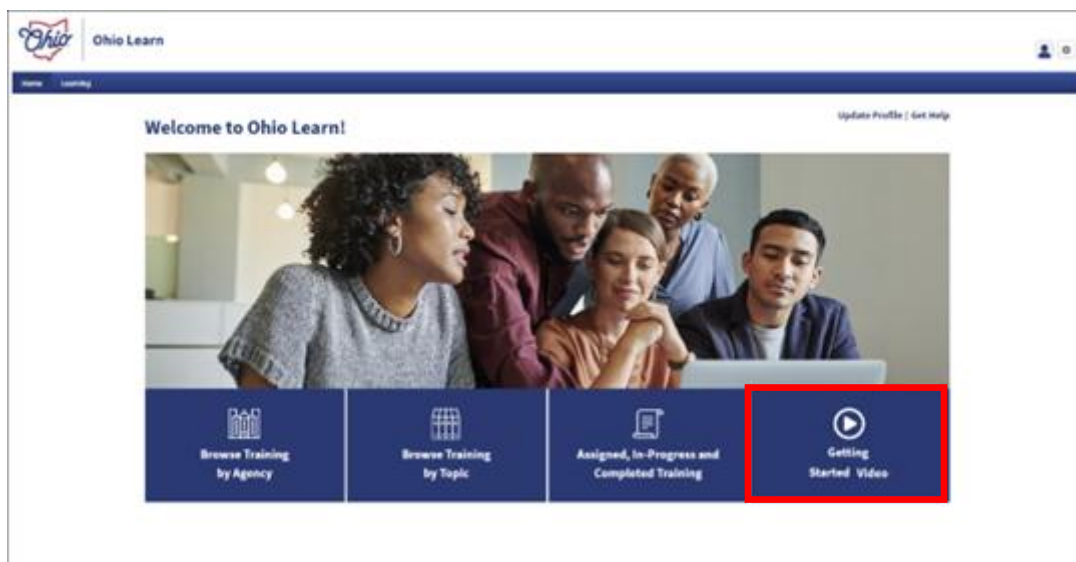 Ohio
Ohio Learn
Home Learning
Update Profile | Get Help
Welcome to Ohio Learn!
Browse Training
by Agency
Browse Training
by Topic
Assigned, In-Progress and
Completed Training
Getting
Started Video